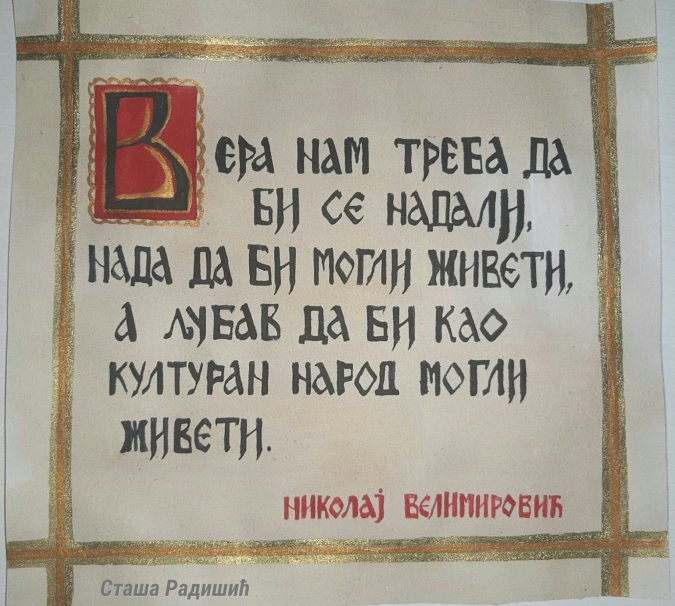 Вера нам треба да
би се надали,
нада да би могли живети,
а љубав да би као
културан народ могли
живети.
Николај Велимировић
Сташа Радишић